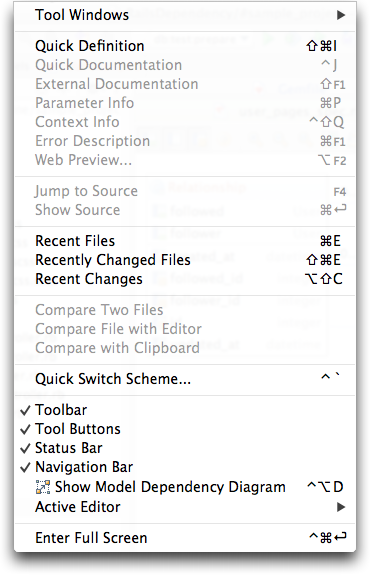 Tool Windows ▶
Quick Definition ⇧⌘I
Quick Documentation ^J
External Documentation ⇧F1
Parameter Info ⌘P
Context Info ^⇧Q
Error Description ⌘F1
Web Preview... ⌥F2
Jump to Source F4
Show Source ⌘↩
Recent Files ⌘E
Recently Changed Files ⇧⌘E
Recent Changes ⌥⇧C
Compare Two Files
Compare File with Editor
Compare with Clipboard
Quick Switch Scheme... ^`
✓ Toolbar
✓ Tool Buttons
✓ Status Bar
✓ Navigation Bar
Show Model Dependency Diagram ^⌥D
Active Editor ▶
Enter Full Screen ^⌘↩